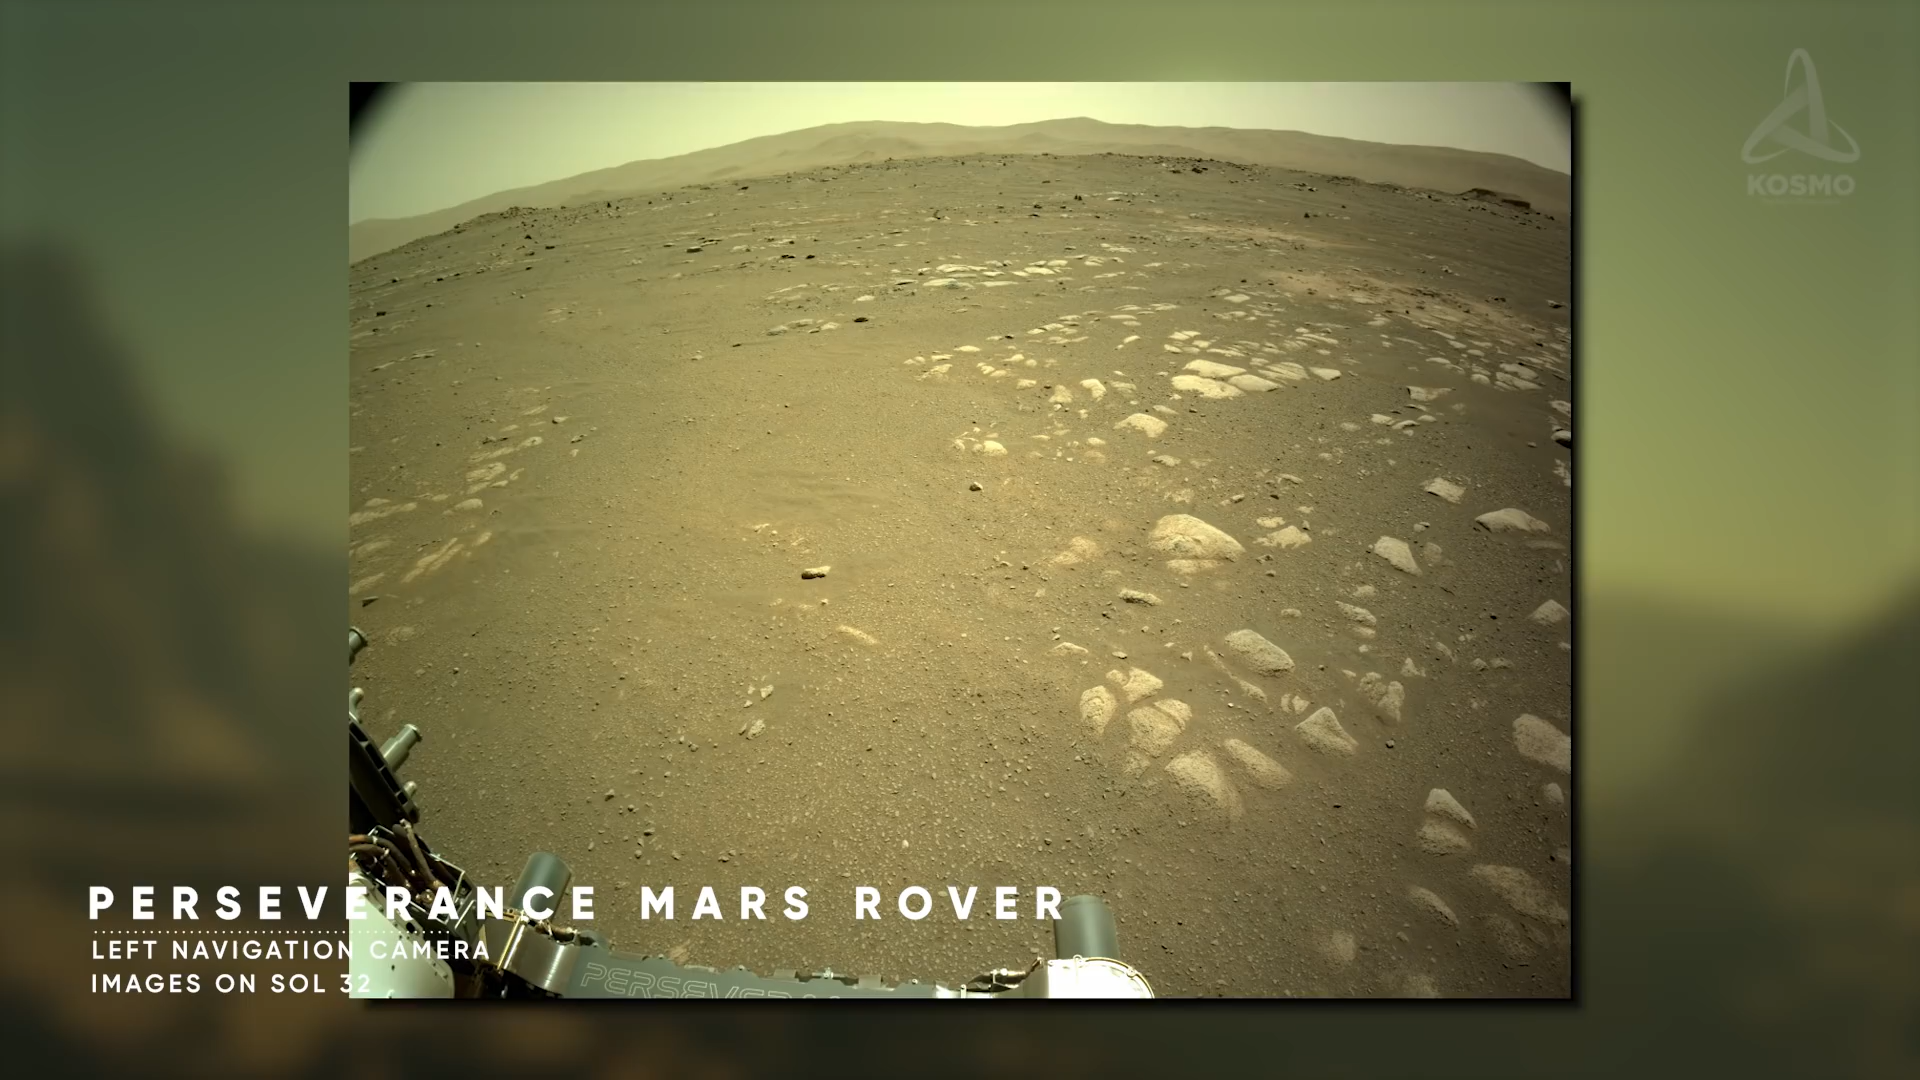 KOSMO
PERSEVERANCE MARS ROVER
LEFT NAVIGATION CAMERA
IMAGES ON SOL 32